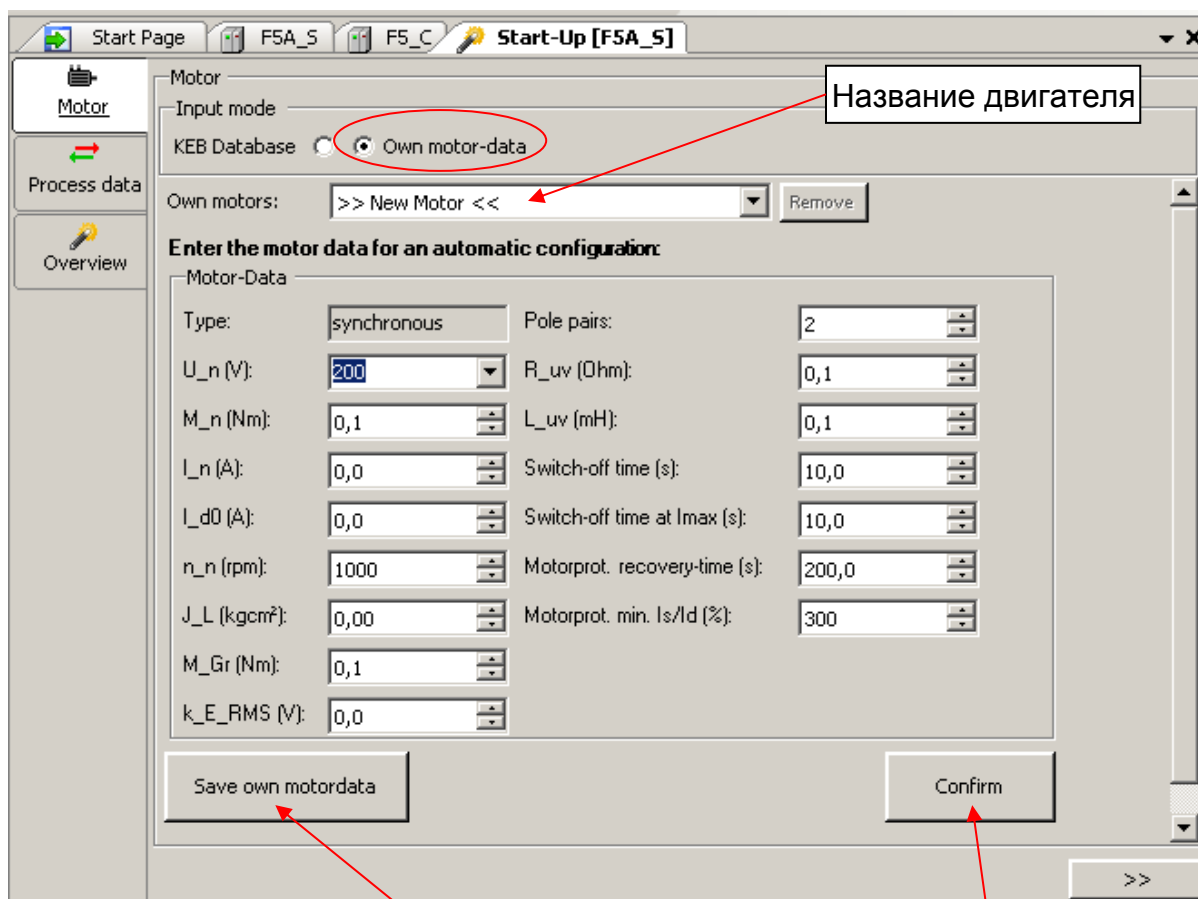 Start Page F5A_S F5_C Start-Up [F5A_S]
Motor
Process data
Overview
Motor
Название двигателя
Input mode
KEB Database Own motor-data
Own motors: >> New Motor << Remove
Enter the motor data for an automatic configuration:
Motor-Data
Type: synchronous Pole pairs: 2
U_n (V): 200 R_uv (Ohm): 0,1
M_n (Nm): 0,1 L_uv (mH): 0,1
I_n (A): 0,0 Switch-off time (s): 10,0
I_d0 (A): 0,0 Switch-off time at Imax (s): 10,0
n_n (rpm): 1000 Motorprot. recovery-time (s): 200,0
J_L (kgcm²): 0,00 Motorprot. min. Is/Id (%): 300
M_Gr (Nm): 0,1
k_E_RMS (V): 0,0
Save own motordata Confirm
>>